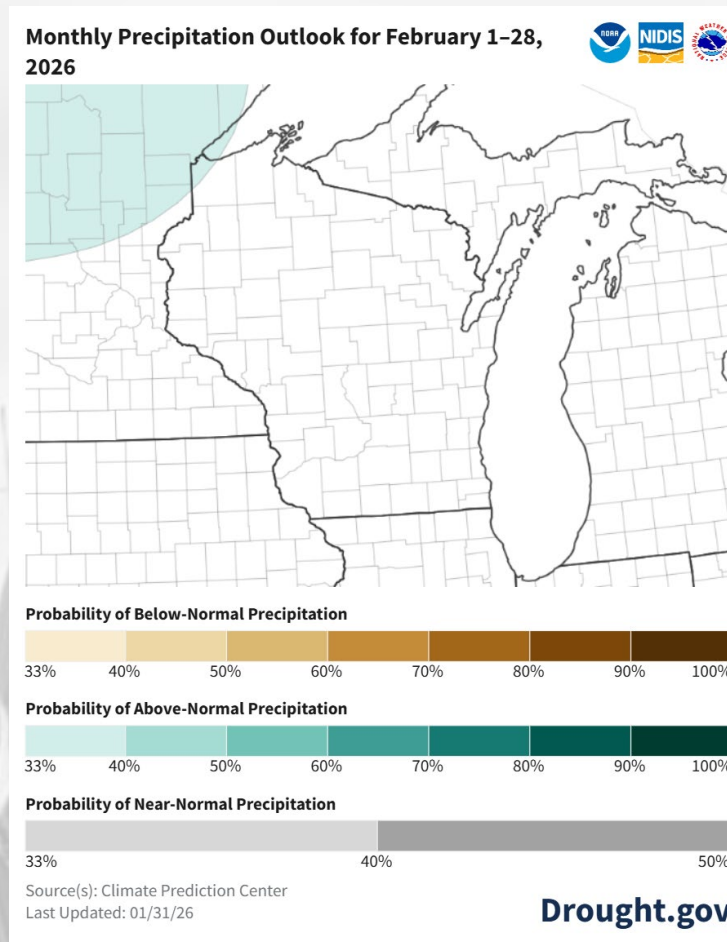 Monthly Precipitation Outlook for February 1–28,
2026
NOAA
NIDIS
Probability of Below-Normal Precipitation
33% 40% 50% 60% 70% 80% 90% 100%
Probability of Above-Normal Precipitation
33% 40% 50% 60% 70% 80% 90% 100%
Probability of Near-Normal Precipitation
33% 40% 50%
Source(s): Climate Prediction Center
Last Updated: 01/31/26
Drought.gov